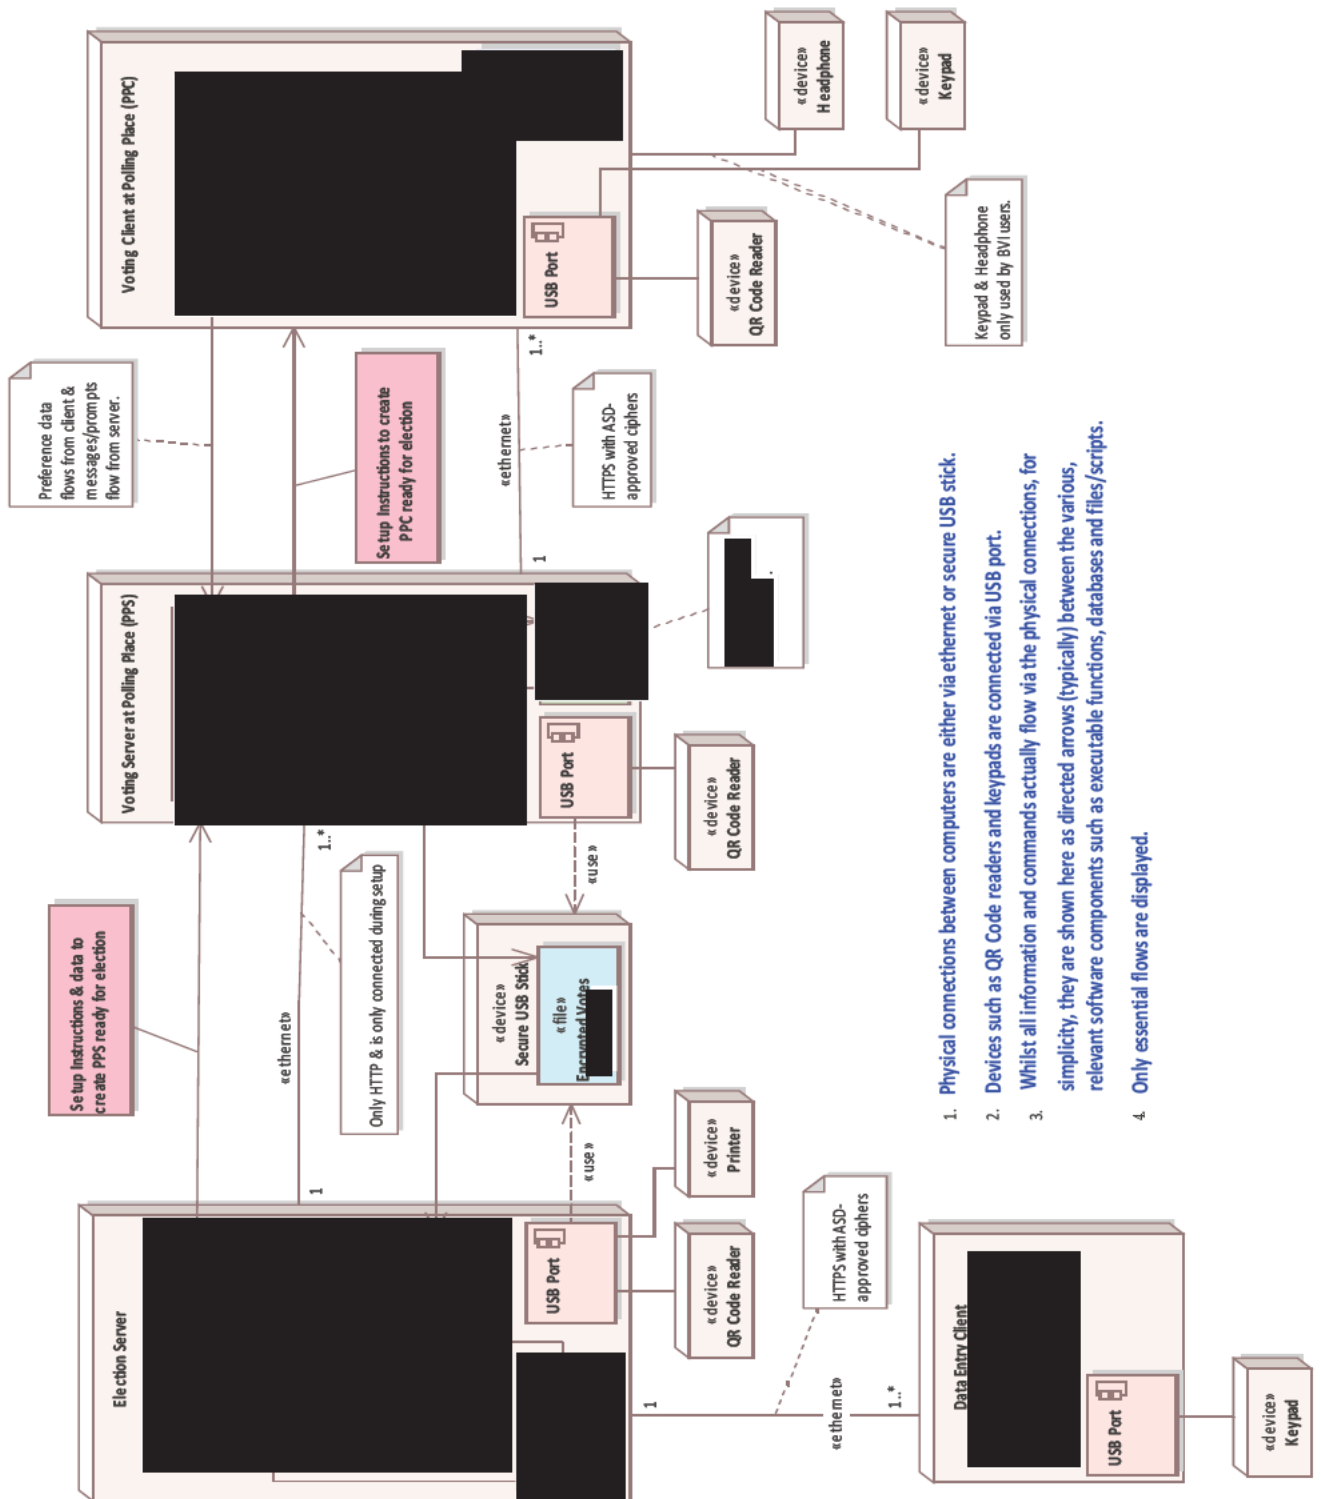 Election Server
USB Port
«device»
QR Code Reader
«device»
Printer
1
«ethernet»
1..*
HTTPS with ASD-
approved ciphers
Data Entry Client
USB Port
«device»
Keypad
Setup Instructions & data to
create PPS ready for election
1
«ethernet»
1..*
Only HTTP & is only connected during setup
«use»
«device»
Secure USB Stick
«file»
Encrypted Votes
«use»
Voting Server at Polling Place (PPS)
USB Port
«device»
QR Code Reader
.
Preference data
flows from client &
messages/prompts
flow from server.
Setup Instructions to create
PPC ready for election
1
«ethernet»
1..*
HTTPS with ASD-
approved ciphers
Voting Client at Polling Place (PPC)
USB Port
«device»
QR Code Reader
«device»
Headphone
«device»
Keypad
Keypad & Headphone
only used by BVI users.
1. Physical connections between computers are either via ethernet or secure USB stick.
2. Devices such as QR Code readers and keypads are connected via USB port.
3. Whilst all information and commands actually flow via the physical connections, for
simplicity, they are shown here as directed arrows (typically) between the various,
relevant software components such as executable functions, databases and files/scripts.
4. Only essential flows are displayed.